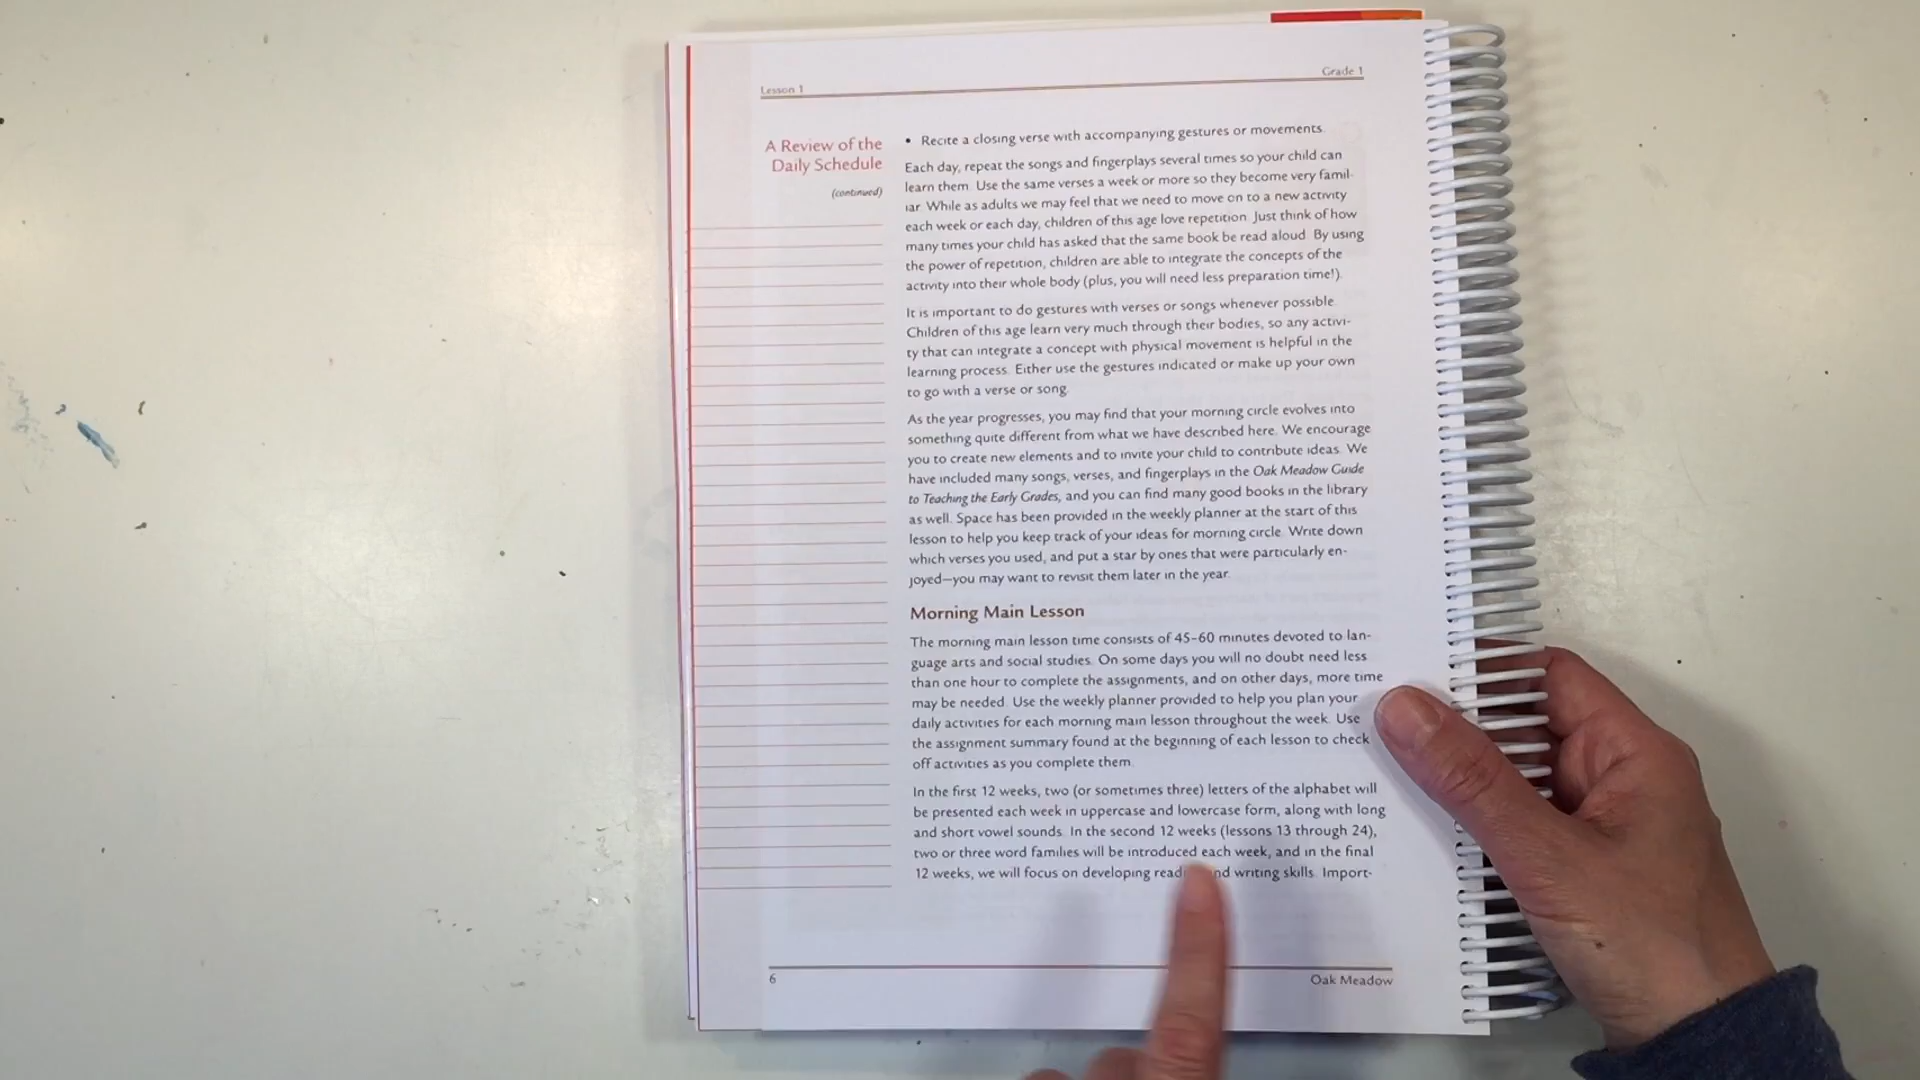 Lesson 1
Grade 1
A Review of the
Daily Schedule
(continued)
• Recite a closing verse with accompanying gestures or movements.
Each day, repeat the songs and fingerplays several times so your child can
learn them. Use the same verses a week or more so they become very famil-
iar. While as adults we may feel that we need to move on to a new activity
each week or each day, children of this age love repetition. Just think of how
many times your child has asked that the same book be read aloud. By using
the power of repetition, children are able to integrate the concepts of the
activity into their whole body (plus, you will need less preparation time!).
It is important to do gestures with verses or songs whenever possible.
Children of this age learn very much through their bodies, so any activi-
ty that can integrate a concept with physical movement is helpful in the
learning process. Either use the gestures indicated or make up your own
to go with a verse or song.
As the year progresses, you may find that your morning circle evolves into
something quite different from what we have described here. We encourage
you to create new elements and to invite your child to contribute ideas. We
have included many songs, verses, and fingerplays in the Oak Meadow Guide
to Teaching the Early Grades, and you can find many good books in the library
as well. Space has been provided in the weekly planner at the start of this
lesson to help you keep track of your ideas for morning circle. Write down
which verses you used, and put a star by ones that were particularly en-
joyed—you may want to revisit them later in the year.
Morning Main Lesson
The morning main lesson time consists of 45–60 minutes devoted to lan-
guage arts and social studies. On some days you will no doubt need less
than one hour to complete the assignments, and on other days, more time
may be needed. Use the weekly planner provided to help you plan your
daily activities for each morning main lesson throughout the week. Use
the assignment summary found at the beginning of each lesson to check
off activities as you complete them.
In the first 12 weeks, two (or sometimes three) letters of the alphabet will
be presented each week in uppercase and lowercase form, along with long
and short vowel sounds. In the second 12 weeks (lessons 13 through 24),
two or three word families will be introduced each week, and in the final
12 weeks, we will focus on developing writing skills. Import-
6
Oak Meadow